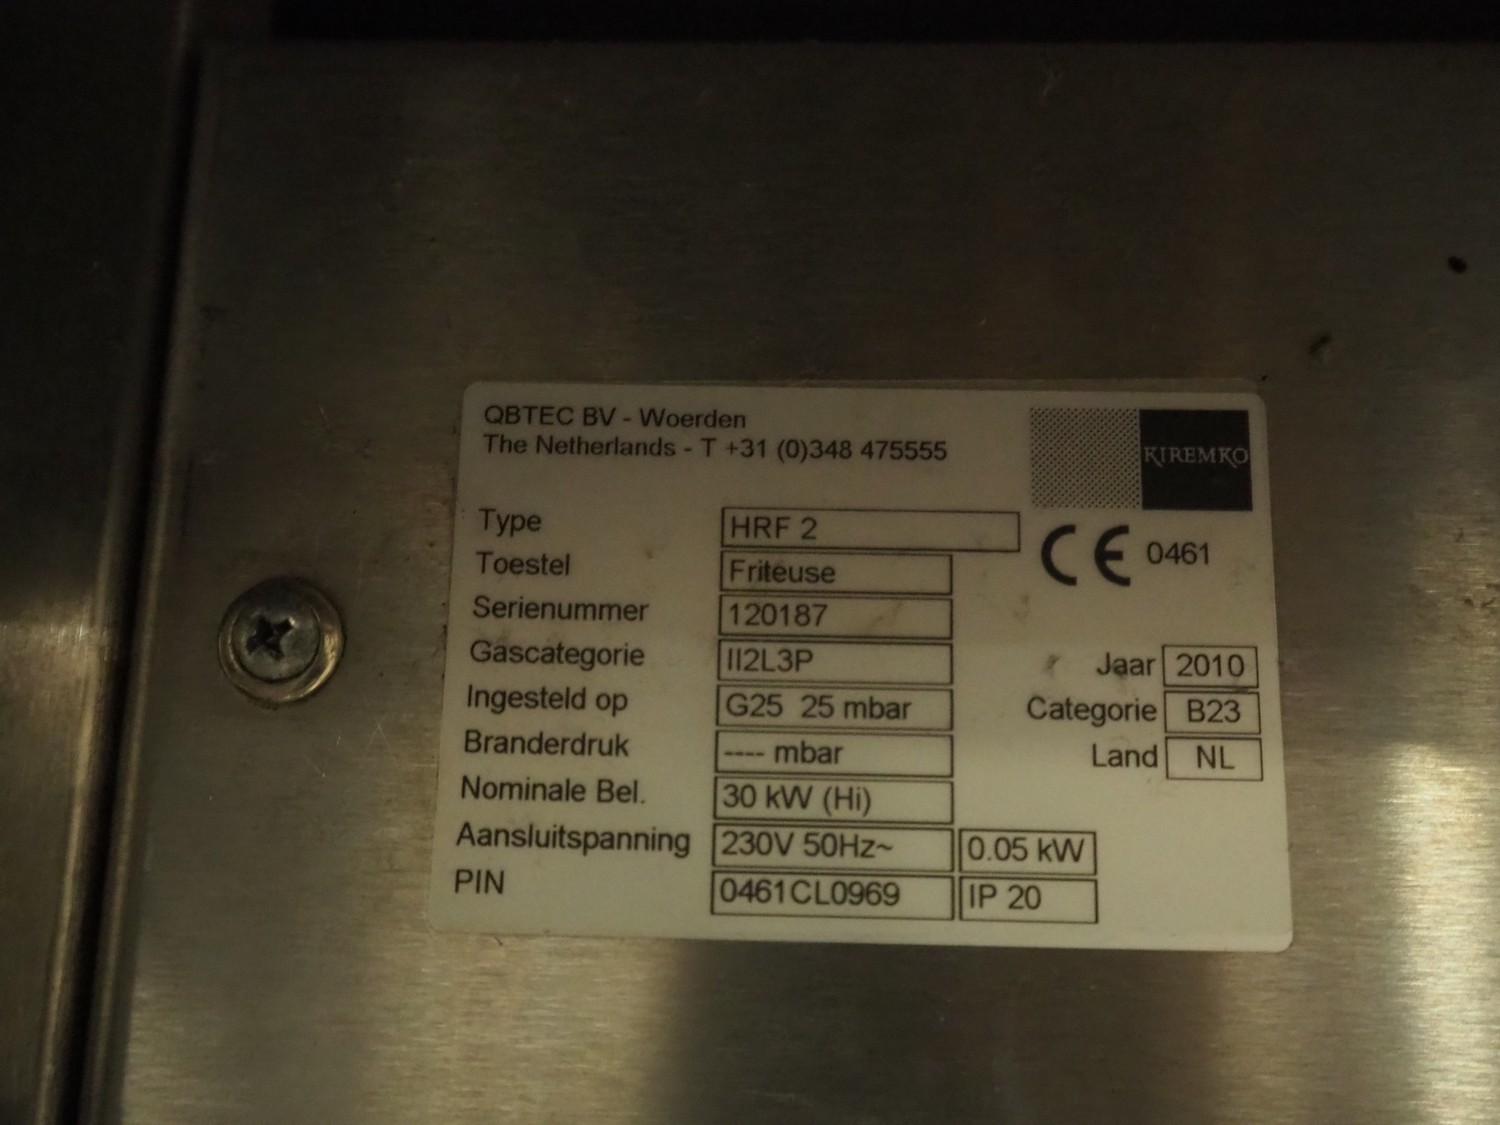 QBTEC BV - Woerden
The Netherlands - T +31 (0)348 475555
KIREMKO
Type HRF 2
CE 0461
Toestel Friteuse
Serienummer 120187
Gascategorie II2L3P
Jaar 2010
Ingesteld op G25 25 mbar
Categorie B23
Branderdruk ---- mbar
Land NL
Nominale Bel. 30 kW (Hi)
Aansluitspanning 230V 50Hz~ 0.05 kW
PIN 0461CL0969 IP 20